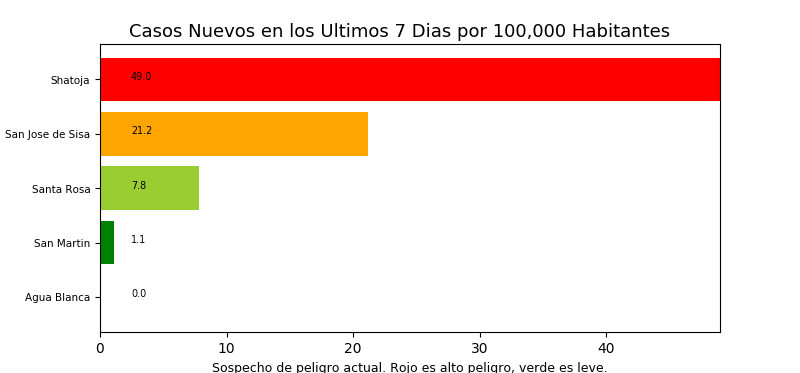 Casos Nuevos en los Ultimos 7 Dias por 100,000 Habitantes
Shatoja 49.0
San Jose de Sisa 21.2
Santa Rosa 7.8
San Martin 1.1
Agua Blanca 0.0
0 10 20 30 40
Sospecho de peligro actual. Rojo es alto peligro, verde es leve.